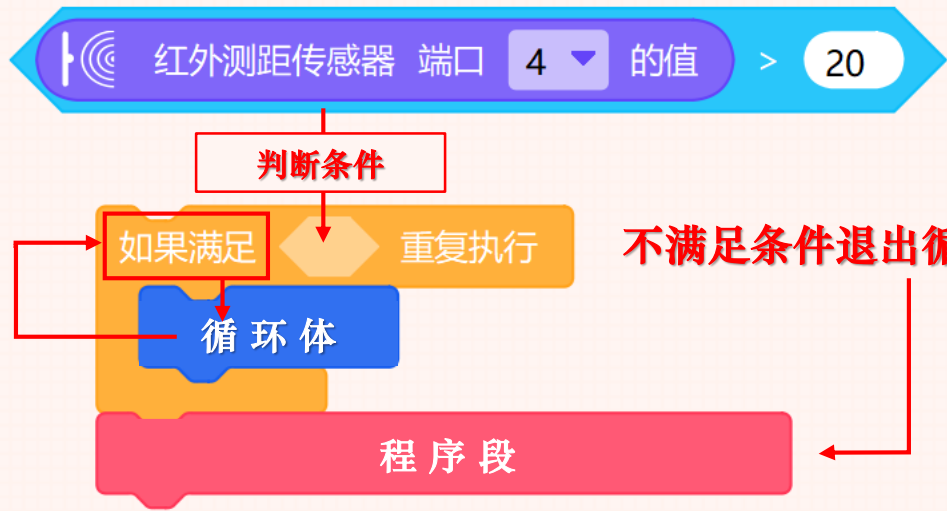 红外测距传感器 端口 4 的值 > 20
判断条件
如果满足 重复执行
不满足条件退出循
循环体
程序段